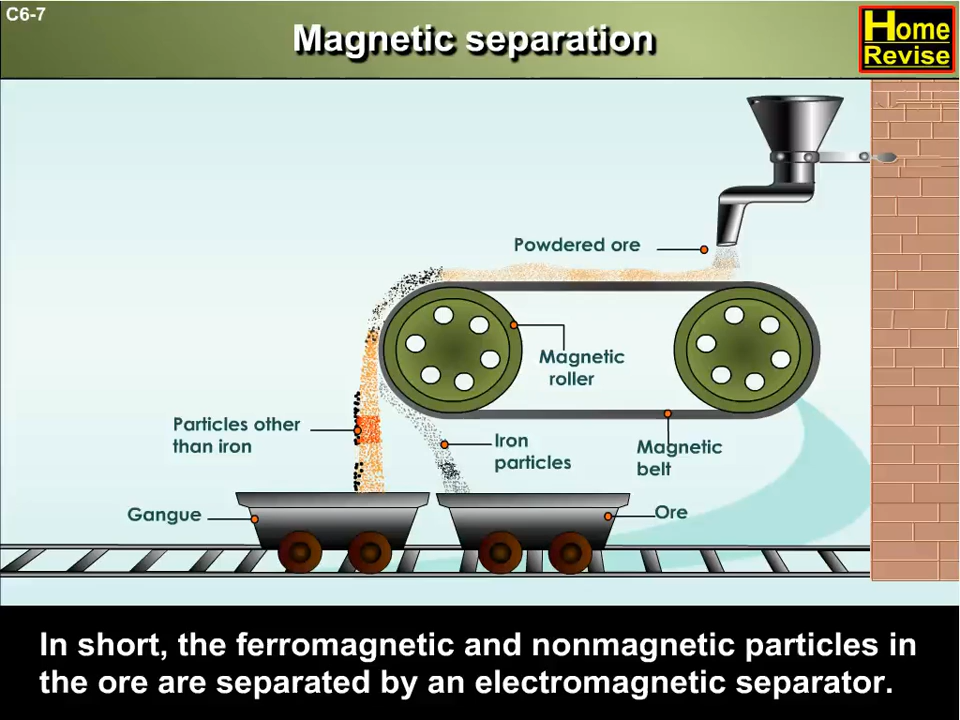 C6-7
Magnetic separation
Home
Revise
Powdered ore
Magnetic
roller
Particles other
than iron
Iron
particles
Magnetic
belt
Gangue
Ore
In short, the ferromagnetic and nonmagnetic particles in
the ore are separated by an electromagnetic separator.